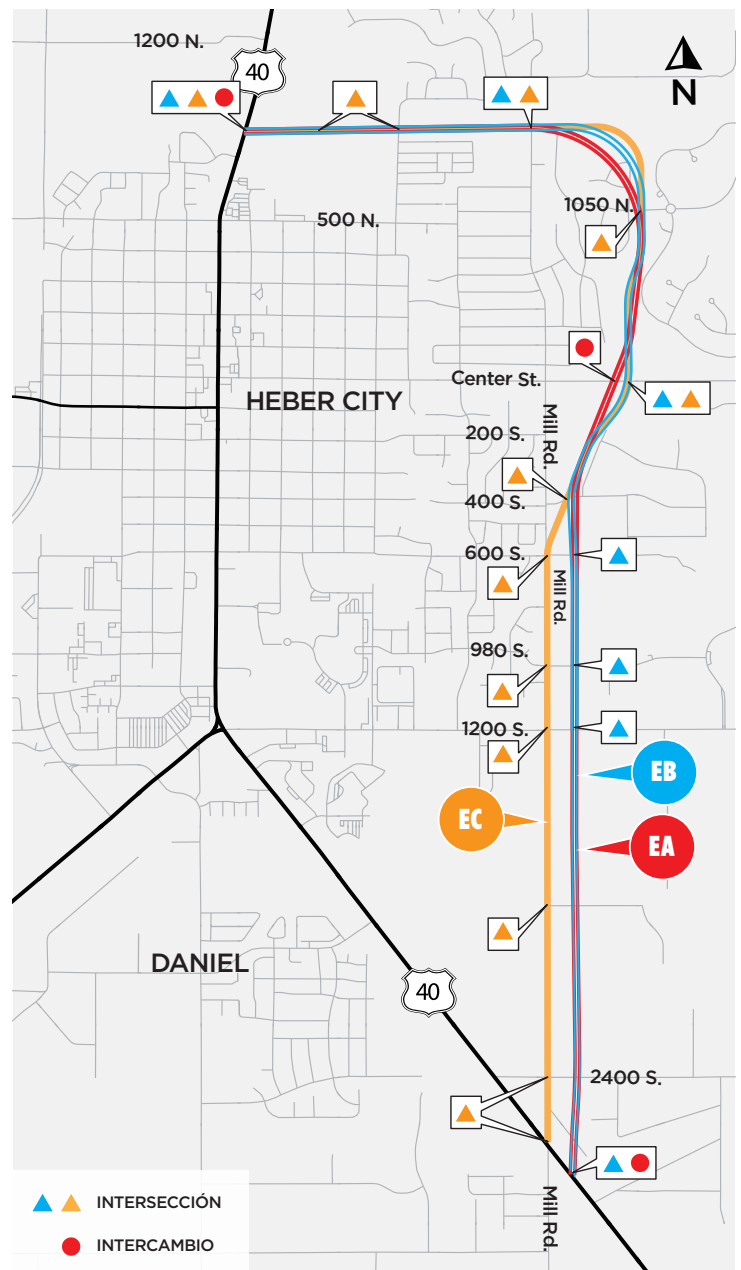 1200 N.
40
N
1050 N.
500 N.
Center St.
HEBER CITY
Mill Rd.
200 S.
400 S.
600 S.
Mill Rd.
980 S.
1200 S.
EB
EC
EA
DANIEL
40
2400 S.
Mill Rd.
INTERSECCIÓN
INTERCAMBIO